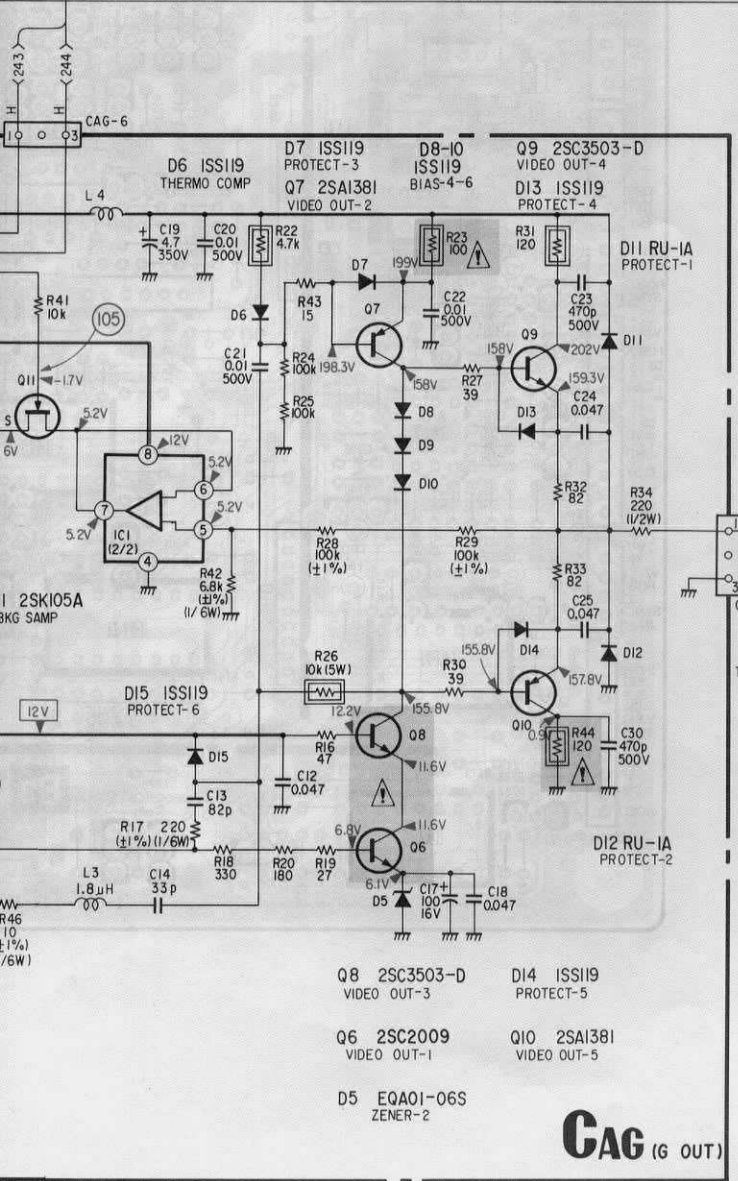 243
244
H
H
CAG-6
1
3
D7 ISS119
PROTECT-3
D8-10
ISS119
BIAS-4-6
Q9 2SC3503-D
VIDEO OUT-4
D6 ISS119
THERMO COMP
Q7 2SA1381
VIDEO OUT-2
D13 ISS119
PROTECT-4
L4
C19
4.7
350V
C20
0.01
500V
R22
4.7k
R23
100
R31
120
D11 RU-1A
PROTECT-1
199V
D7
R41
10k
105
R43
15
Q7
C22
0.01
500V
C23
470p
500V
D6
Q9
D11
C21
0.01
500V
R24
100k
198.3V
158V
158V
202V
Q11
-1.7V
R27
39
159.3V
R25
100k
D8
C24
0.047
S
5.2V
D13
6V
12V
D9
8
5.2V
D10
6
R32
82
R34
220
(1/2W)
7
5.2V
5.2V
5
IC1
(2/2)
R28
100k
(±1%)
R29
100k
(±1%)
1
4
R33
82
R42
6.8k
(±1%)
(1/6W)
3
1 2SK105A
BKG SAMP
C25
0.047
R26
10k(5W)
155.8V
D14
D12
R30
39
D15 ISS119
PROTECT-6
157.8V
12V
12.2V
155.8V
Q10
0.9V
R16
47
Q8
R44
120
C30
470p
500V
D15
11.6V
C12
0.047
C13
82p
R17 220
(±1%)(1/6W)
6.8V
11.6V
Q6
D12 RU-1A
PROTECT-2
R18
330
R20
180
R19
27
L3
1.8μH
C14
33p
6.1V
D5
C17
100
16V
C18
0.047
R46
10
±1%)
/6W)
Q8 2SC3503-D
VIDEO OUT-3
D14 ISS119
PROTECT-5
Q6 2SC2009
VIDEO OUT-1
Q10 2SA1381
VIDEO OUT-5
D5 EQA01-06S
ZENER-2
CAG (G OUT)